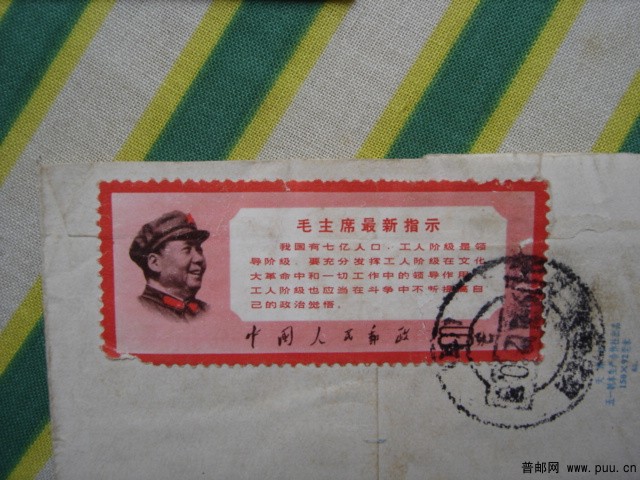 毛主席最新指示
我国有七亿人口，工人阶级是领
导阶级。要充分发挥工人阶级在文化
大革命中和一切工作中的领导作用。
工人阶级也应当在斗争中不断提高自
己的政治觉悟。
中国人民邮政
普邮网 www.puu.cn